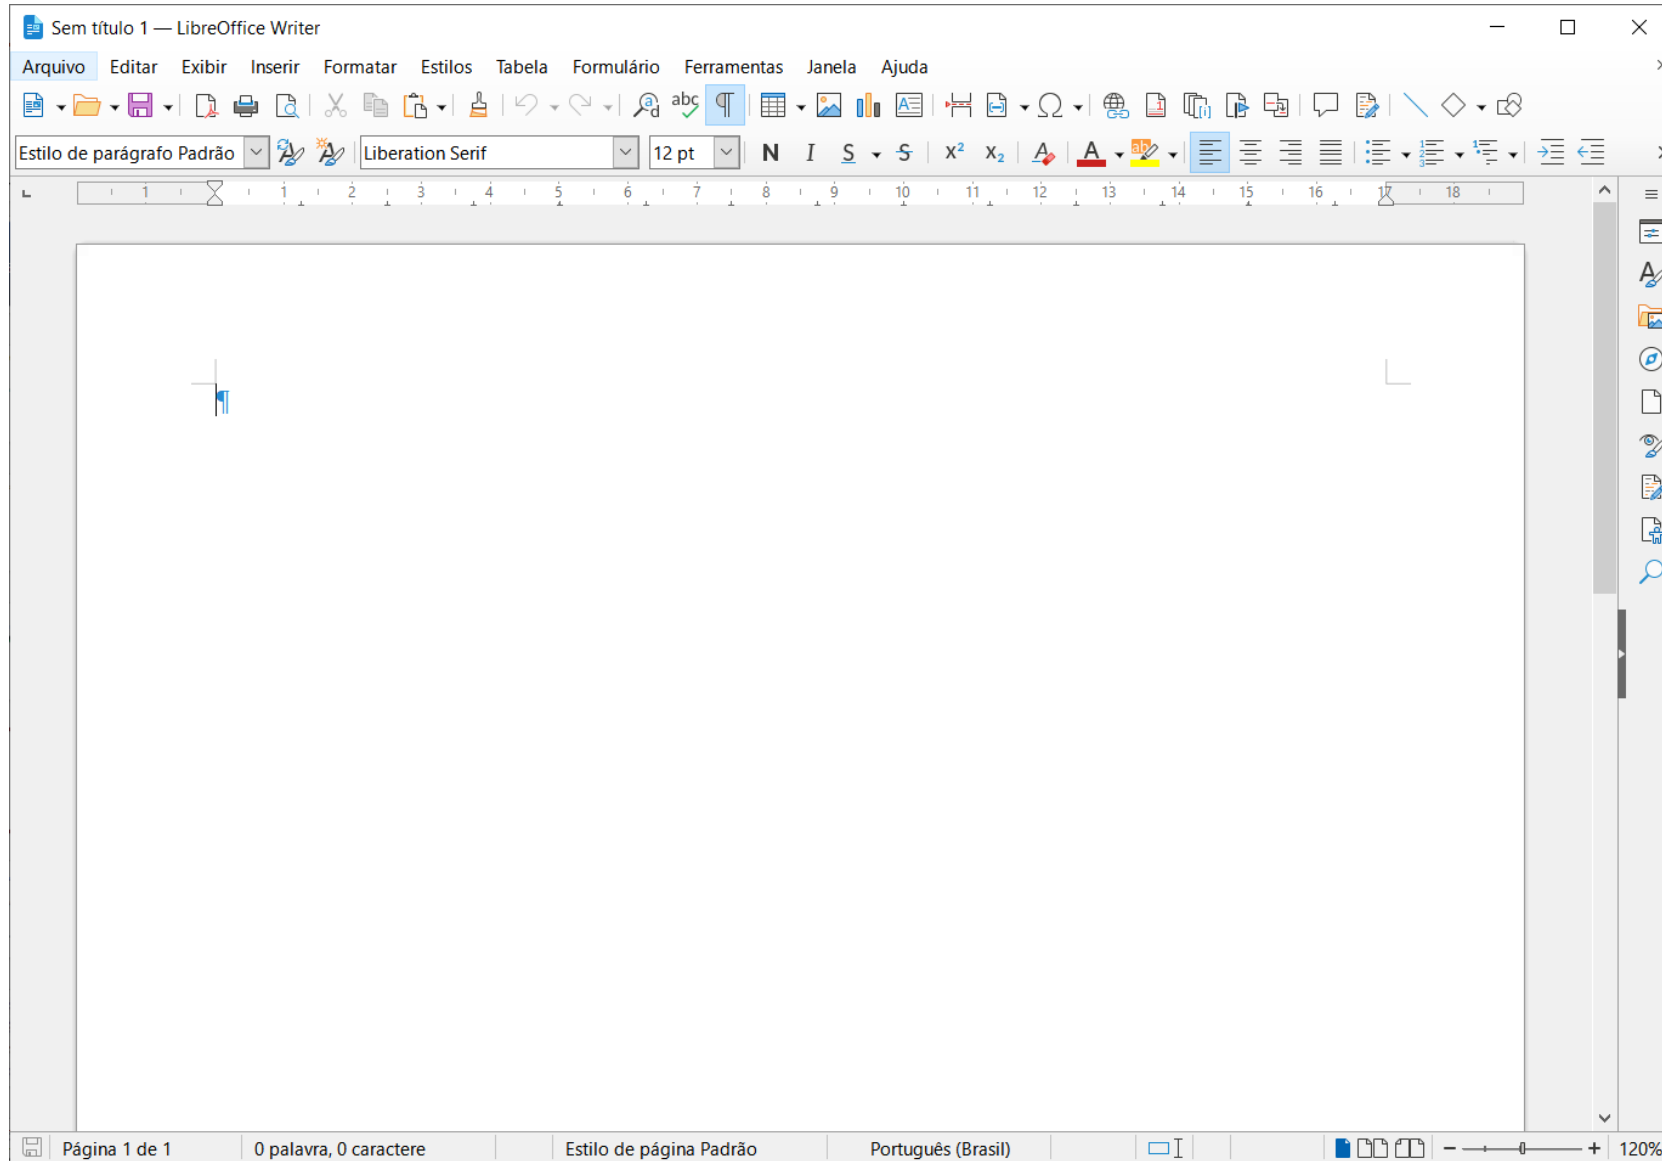 Sem título 1 — LibreOffice Writer
Arquivo Editar Exibir Inserir Formatar Estilos Tabela Formulário Ferramentas Janela Ajuda
Estilo de parágrafo Padrão Liberation Serif 12 pt N I S S X² X₂ A A ab
1 1 2 3 4 5 6 7 8 9 10 11 12 13 14 15 16 17 18
¶
Página 1 de 1 0 palavra, 0 caractere Estilo de página Padrão Português (Brasil) 120%